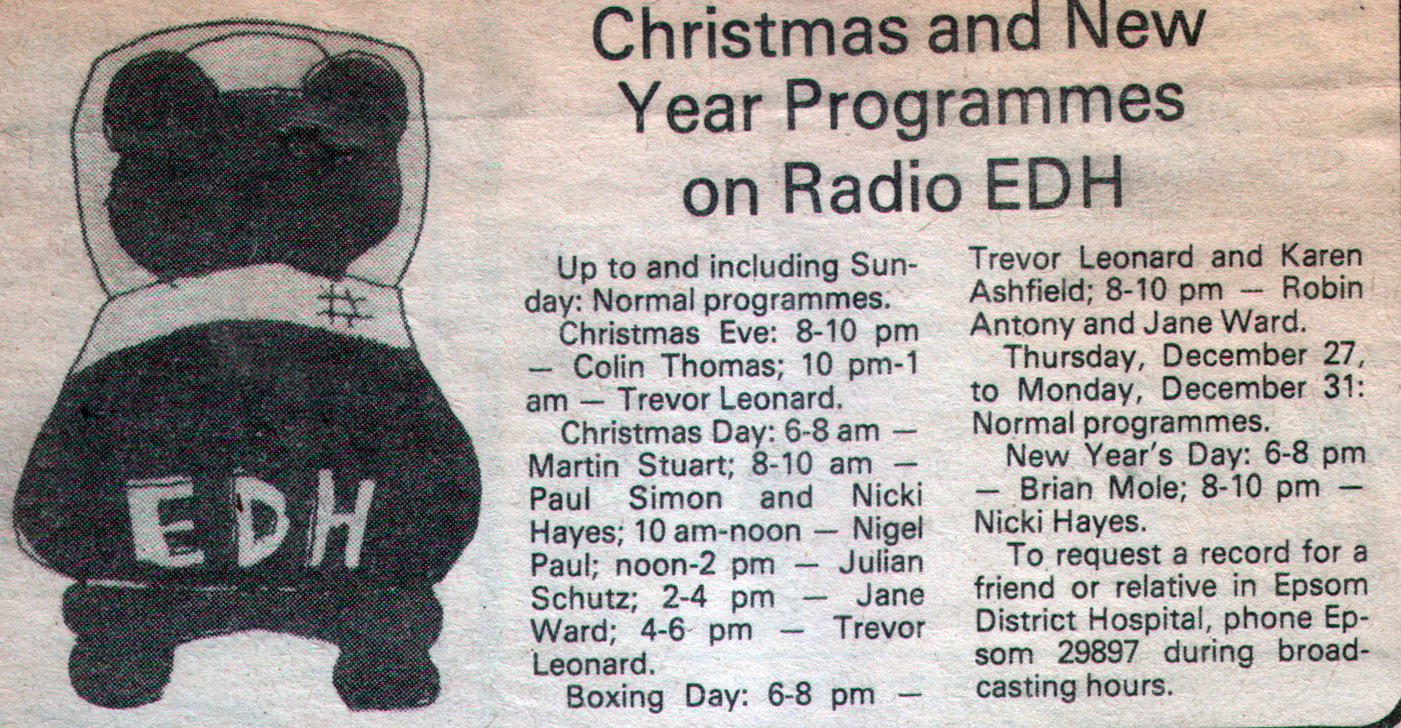 EDH
Christmas and New
Year Programmes
on Radio EDH
Up to and including Sun-
day: Normal programmes.
Christmas Eve: 8-10 pm
— Colin Thomas; 10 pm-1
am — Trevor Leonard.
Christmas Day: 6-8 am —
Martin Stuart; 8-10 am —
Paul Simon and Nicki
Hayes; 10 am-noon — Nigel
Paul; noon-2 pm — Julian
Schutz; 2-4 pm — Jane
Ward; 4-6 pm — Trevor
Leonard.
Boxing Day: 6-8 pm —
Trevor Leonard and Karen
Ashfield; 8-10 pm — Robin
Antony and Jane Ward.
Thursday, December 27,
to Monday, December 31:
Normal programmes.
New Year's Day: 6-8 pm
— Brian Mole; 8-10 pm —
Nicki Hayes.
To request a record for a
friend or relative in Epsom
District Hospital, phone Ep-
som 29897 during broad-
casting hours.